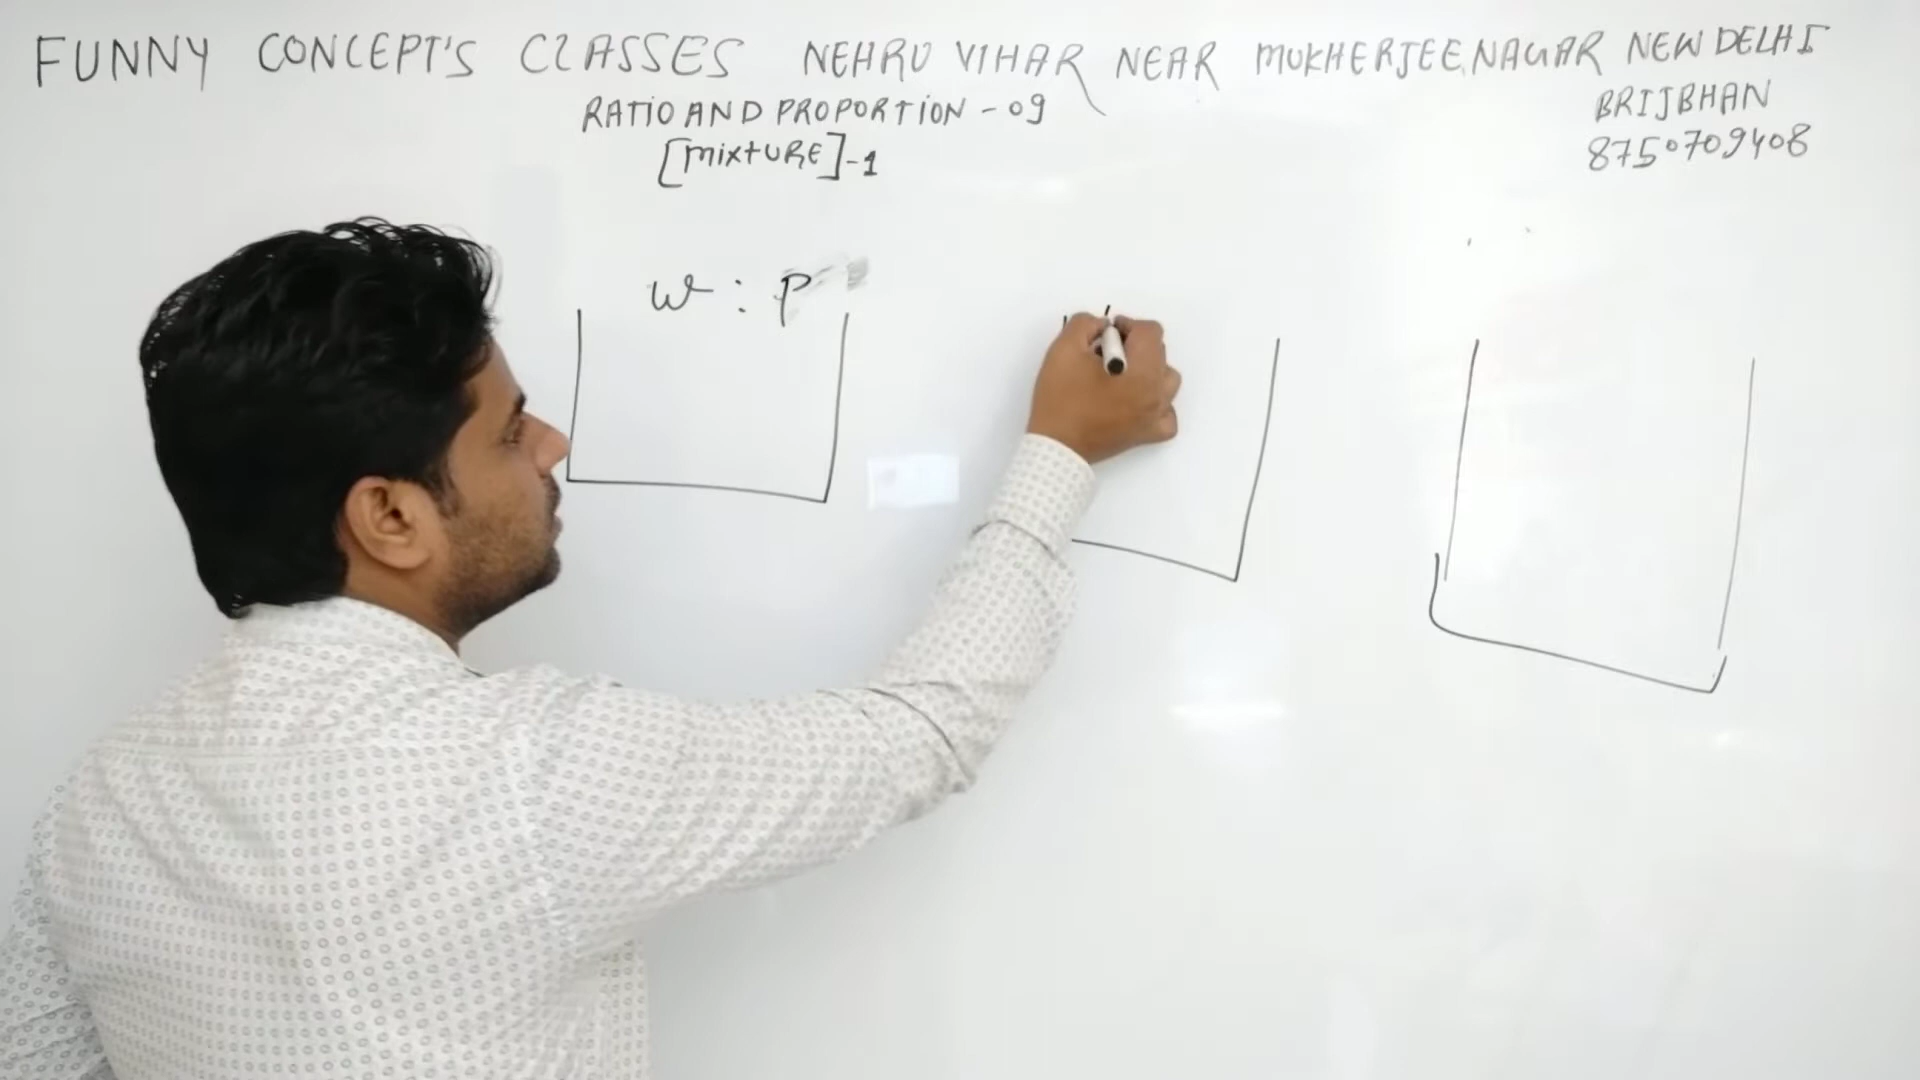 FUNNY CONCEPT'S CLASSES NEHRU VIHAR NEAR MUKHERJEE NAGAR NEW DELHI
RATIO AND PROPORTION - 09
BRIJBHAN
[MIXTURE]-1
8750709408
W : P